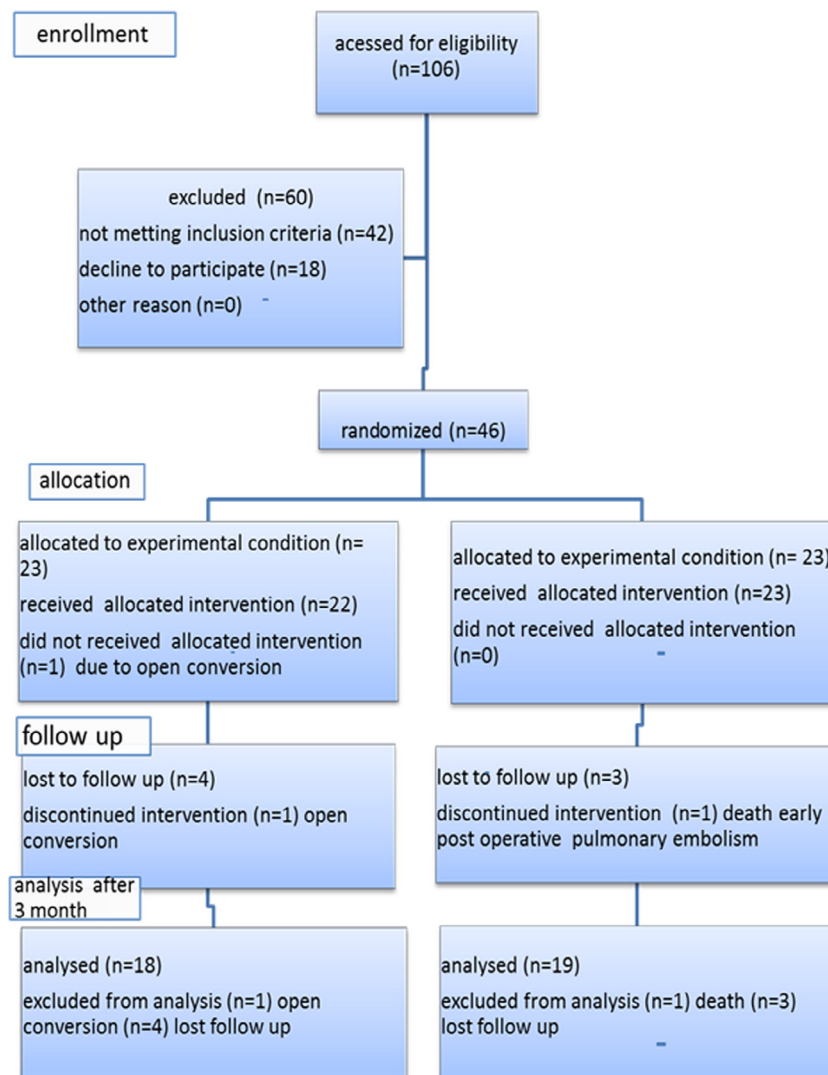 enrollment
acessed for eligibility
(n=106)
excluded (n=60)
not metting inclusion criteria (n=42)
decline to participate (n=18)
other reason (n=0)
randomized (n=46)
allocation
allocated to experimental condition (n=
23)
received allocated intervention (n=22)
did not received allocated intervention
(n=1) due to open conversion
allocated to experimental condition (n= 23)
received allocated intervention (n=23)
did not received allocated intervention
(n=0)
follow up
lost to follow up (n=4)
discontinued intervention (n=1) open
conversion
lost to follow up (n=3)
discontinued intervention (n=1) death early
post operative pulmonary embolism
analysis after
3 month
analysed (n=18)
excluded from analysis (n=1) open
conversion (n=4) lost follow up
analysed (n=19)
excluded from analysis (n=1) death (n=3)
lost follow up